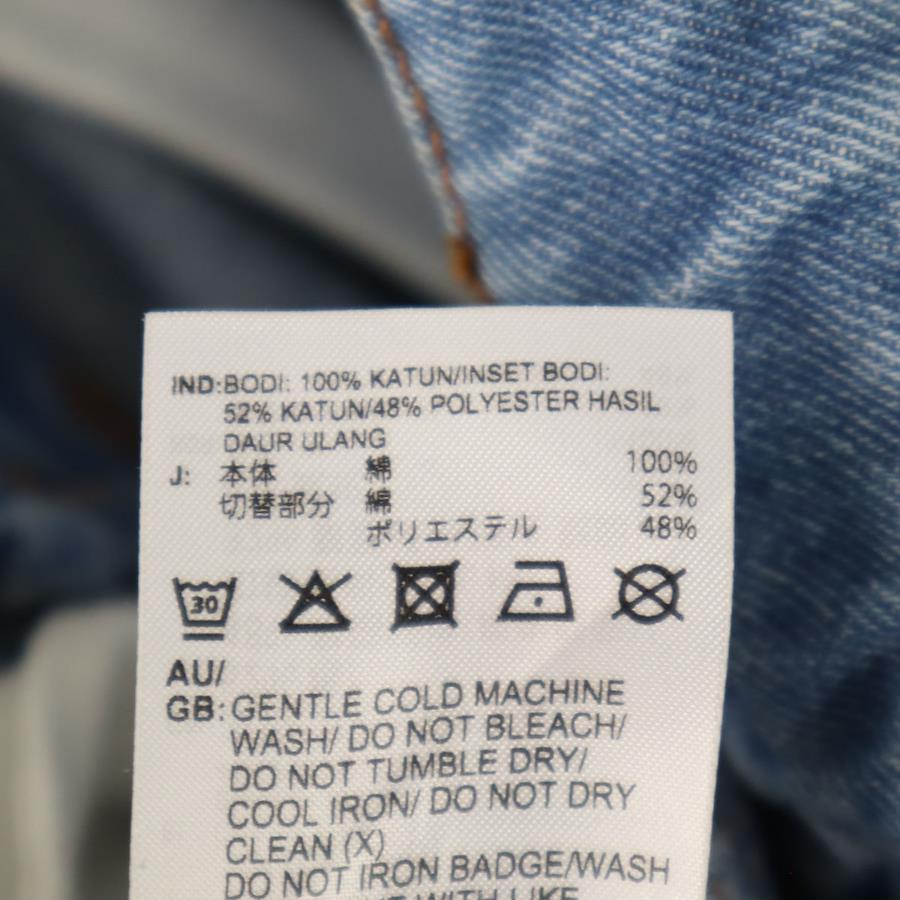 IND:BODI: 100% KATUN/INSET BODI:
52% KATUN/48% POLYESTER HASIL
DAUR ULANG
J: 本体 綿 100%
切替部分 綿 52%
ポリエステル 48%
30
AU/
GB: GENTLE COLD MACHINE
WASH/ DO NOT BLEACH/
DO NOT TUMBLE DRY/
COOL IRON/ DO NOT DRY
CLEAN (X)
DO NOT IRON BADGE/WASH
WITH LIKE